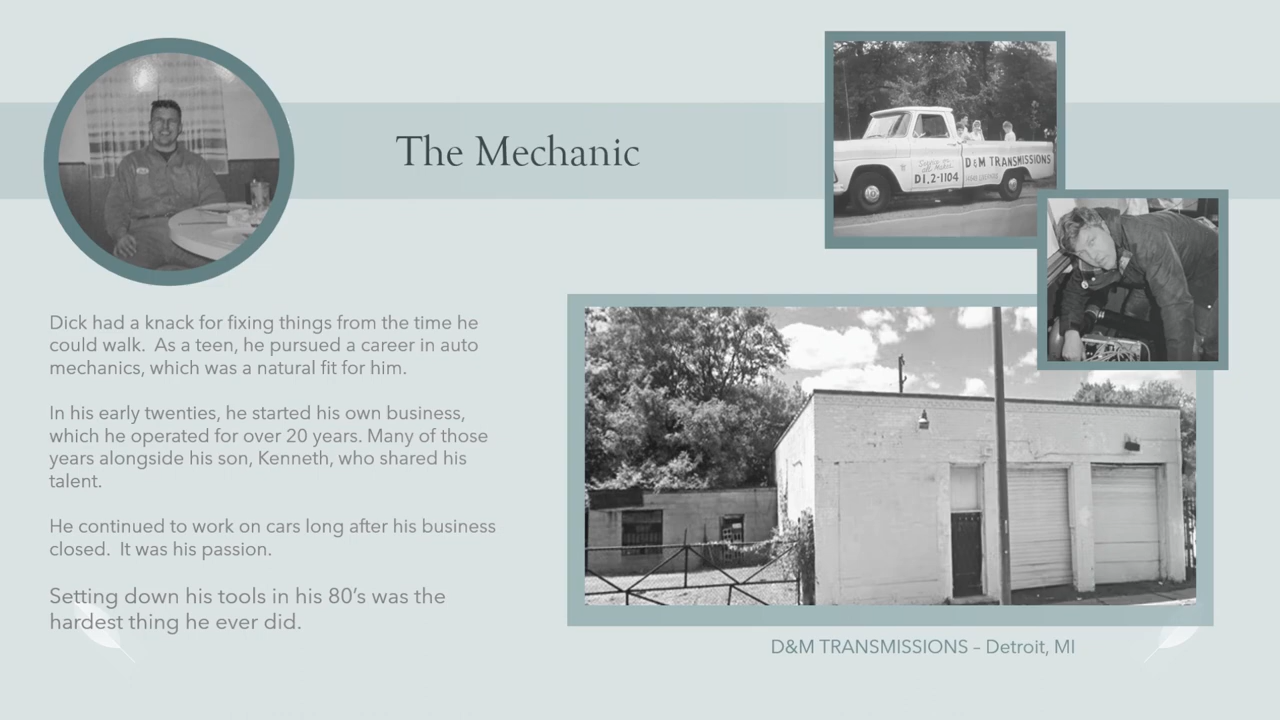 The Mechanic
Dick had a knack for fixing things from the time he
could walk.  As a teen, he pursued a career in auto
mechanics, which was a natural fit for him.
In his early twenties, he started his own business,
which he operated for over 20 years. Many of those
years alongside his son, Kenneth, who shared his
talent.
He continued to work on cars long after his business
closed.  It was his passion.
Setting down his tools in his 80’s was the
hardest thing he ever did.
D&M TRANSMISSIONS
D1,2-1104
D&M TRANSMISSIONS – Detroit, MI